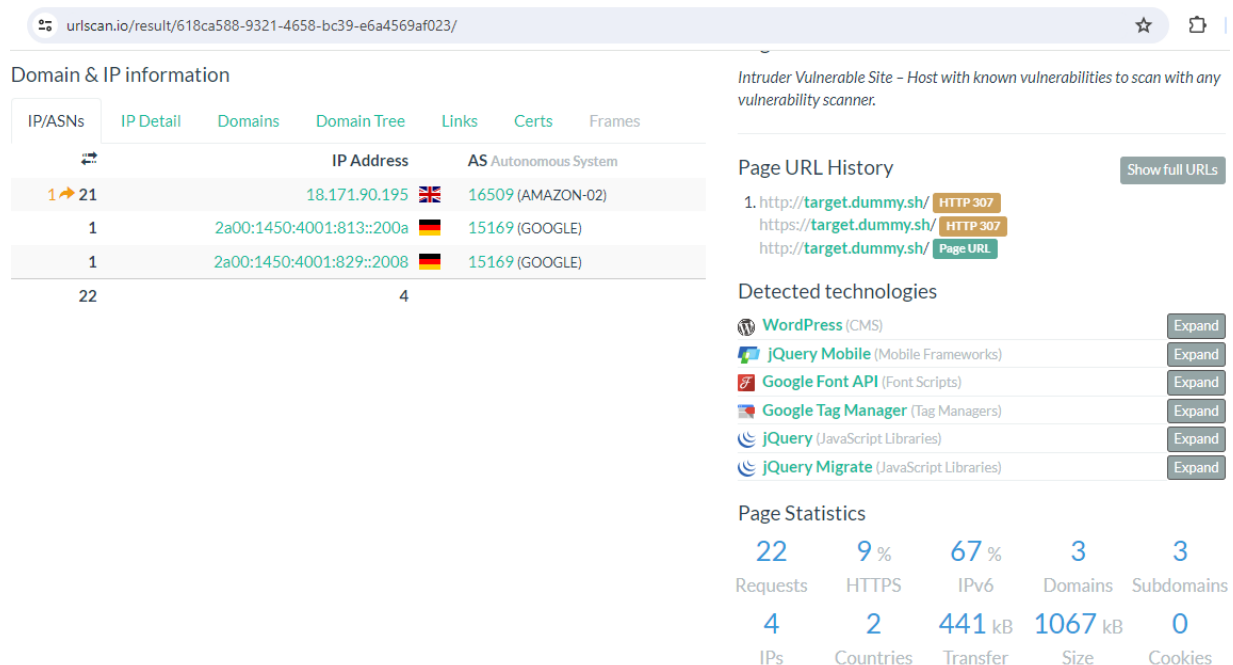 urlscan.io/result/618ca588-9321-4658-bc39-e6a4569af023/
Domain & IP information
IP/ASNs IP Detail Domains Domain Tree Links Certs Frames
IP Address AS Autonomous System
1 21 18.171.90.195 16509 (AMAZON-02)
1 2a00:1450:4001:813::200a 15169 (GOOGLE)
1 2a00:1450:4001:829::2008 15169 (GOOGLE)
22 4
Intruder Vulnerable Site – Host with known vulnerabilities to scan with any
vulnerability scanner.
Page URL History Show full URLs
1. http://target.dummy.sh/ HTTP 307
https://target.dummy.sh/ HTTP 307
http://target.dummy.sh/ Page URL
Detected technologies
WordPress (CMS) Expand
jQuery Mobile (Mobile Frameworks) Expand
Google Font API (Font Scripts) Expand
Google Tag Manager (Tag Managers) Expand
jQuery (JavaScript Libraries) Expand
jQuery Migrate (JavaScript Libraries) Expand
Page Statistics
22 9 % 67 % 3 3
Requests HTTPS IPv6 Domains Subdomains
4 2 441 kB 1067 kB 0
IPs Countries Transfer Size Cookies